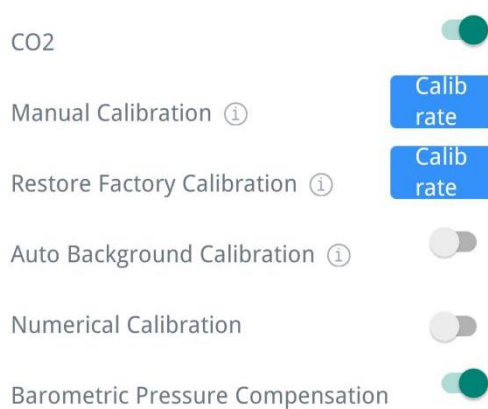 CO2
Manual Calibration
Calib
rate
Restore Factory Calibration
Calib
rate
Auto Background Calibration
Numerical Calibration
Barometric Pressure Compensation